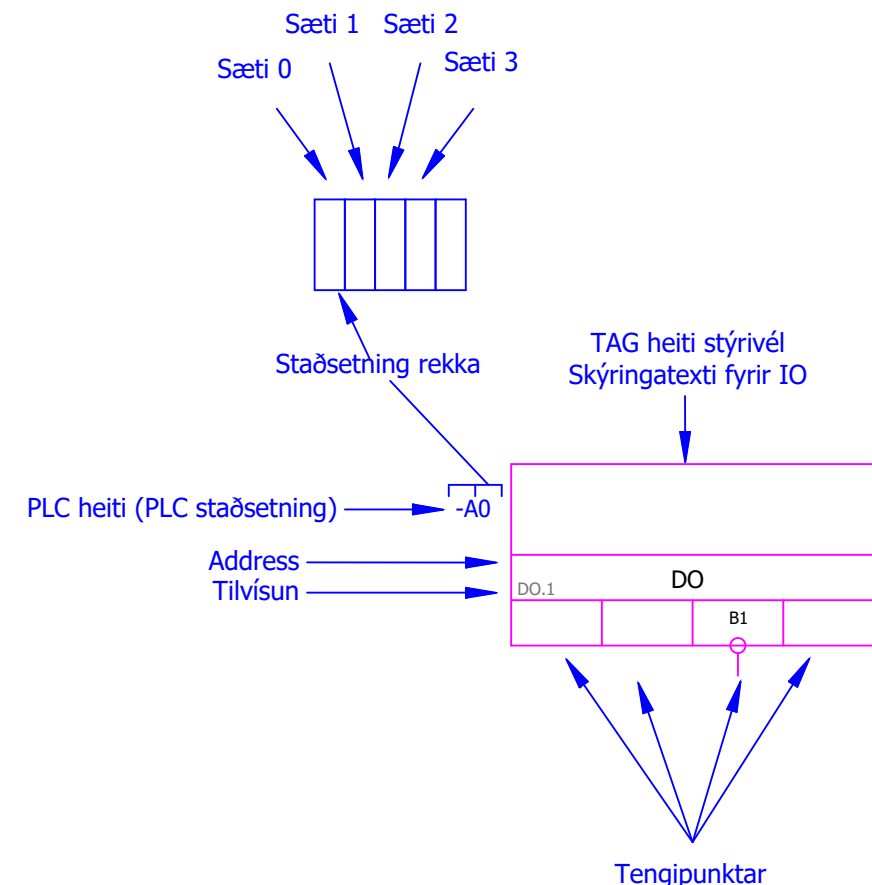 Sæti 1 Sæti 2
Sæti 0 Sæti 3
Staðsetning rekka
TAG heiti stýrivél
Skýringatexti fyrir IO
PLC heiti (PLC staðsetning) -A0
Address
Tilvísun
DO.1 DO
B1
Tengipunktar